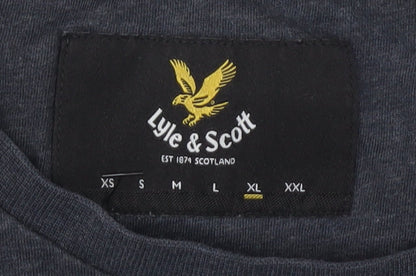 Lyle & Scott
EST 1874 SCOTLAND
XS S M L XL XXL